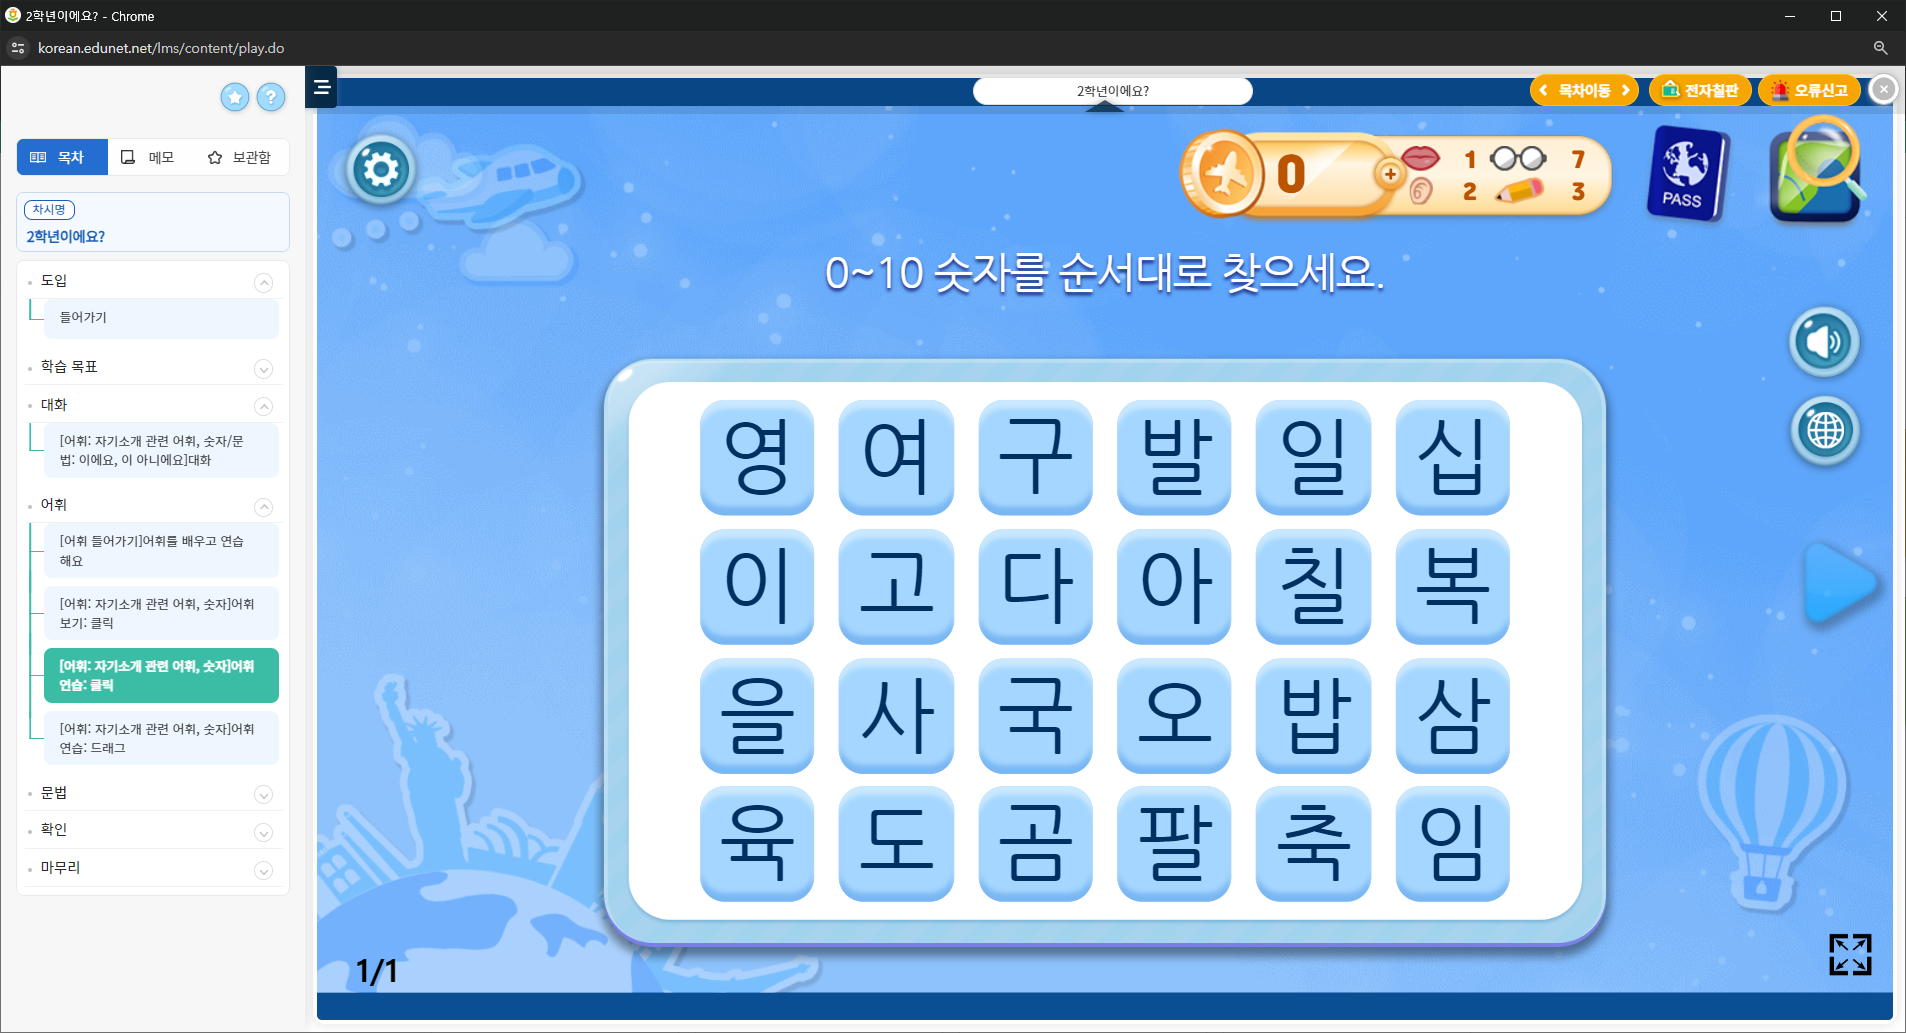 2학년이에요? - Chrome
korean.edunet.net/lms/content/play.do
?
2학년이에요?
목차이동
전자칠판
오류신고
목차
메모
보관함
차시명
2학년이에요?
도입
들어가기
학습 목표
대화
[어휘: 자기소개 관련 어휘, 숫자/문
법: 이에요, 이 아니에요]대화
어휘
[어휘 들어가기]어휘를 배우고 연습
해요
[어휘: 자기소개 관련 어휘, 숫자]어휘
보기: 클릭
[어휘: 자기소개 관련 어휘, 숫자]어휘
연습: 클릭
[어휘: 자기소개 관련 어휘, 숫자]어휘
연습: 드래그
문법
확인
마무리
0
1
7
2
3
PASS
0~10 숫자를 순서대로 찾으세요.
영 여 구 발 일 십
이 고 다 아 칠 복
을 사 국 오 밥 삼
육 도 곰 팔 축 임
1/1